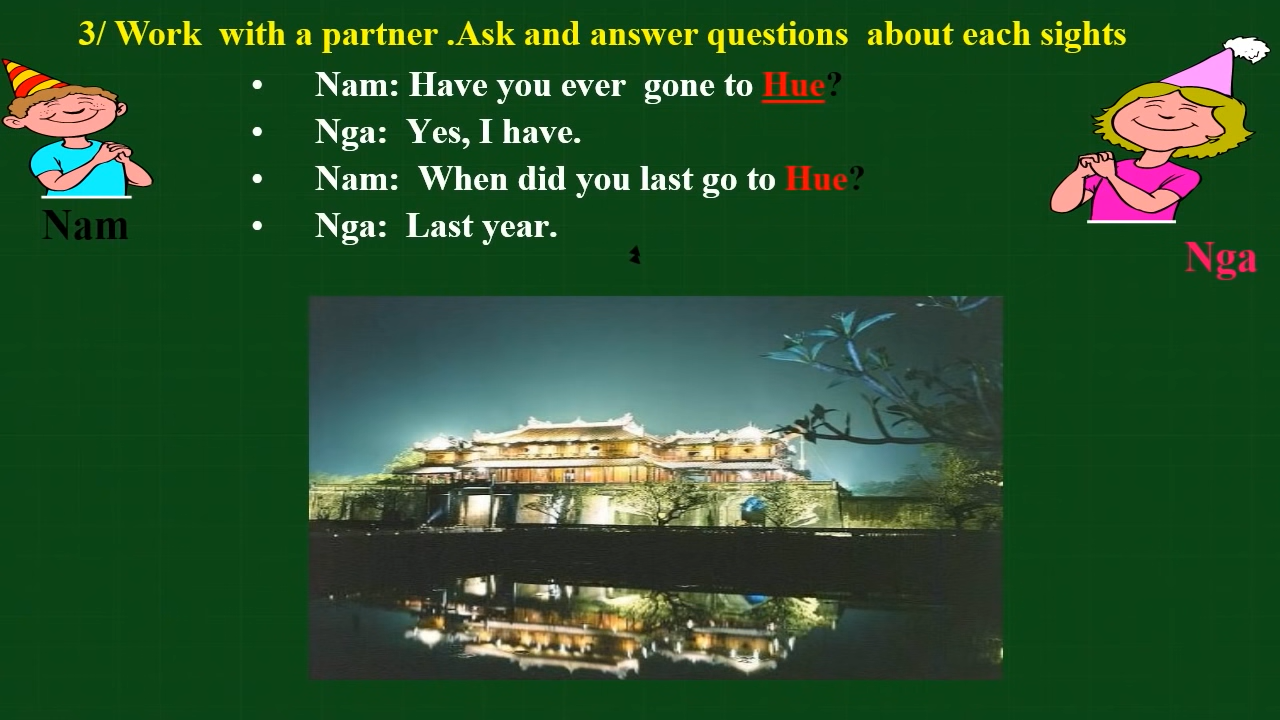 3/ Work with a partner .Ask and answer questions about each sights
• Nam: Have you ever gone to Hue?
• Nga: Yes, I have.
• Nam: When did you last go to Hue?
• Nga: Last year.
Nam
Nga